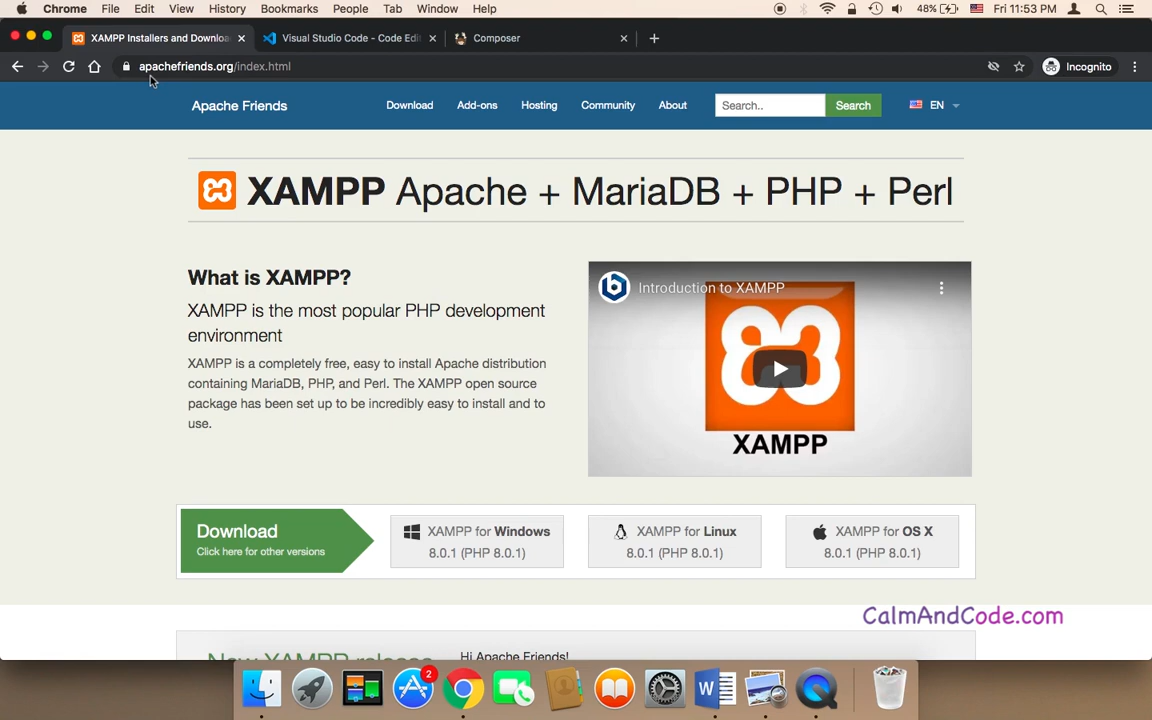 Chrome File Edit View History Bookmarks People Tab Window Help 48% Fri 11:53 PM
XAMPP Installers and Downloa Visual Studio Code - Code Edit Composer
apachefriends.org/index.html Incognito
Apache Friends Download Add-ons Hosting Community About Search.. Search EN
XAMPP Apache + MariaDB + PHP + Perl
What is XAMPP?
XAMPP is the most popular PHP development
environment
XAMPP is a completely free, easy to install Apache distribution
containing MariaDB, PHP, and Perl. The XAMPP open source
package has been set up to be incredibly easy to install and to
use.
Introduction to XAMPP
XAMPP
Download
Click here for other versions
XAMPP for Windows
8.0.1 (PHP 8.0.1)
XAMPP for Linux
8.0.1 (PHP 8.0.1)
XAMPP for OS X
8.0.1 (PHP 8.0.1)
CalmAndCode.com
New XAMPP release
Hi Apache Friends!
2